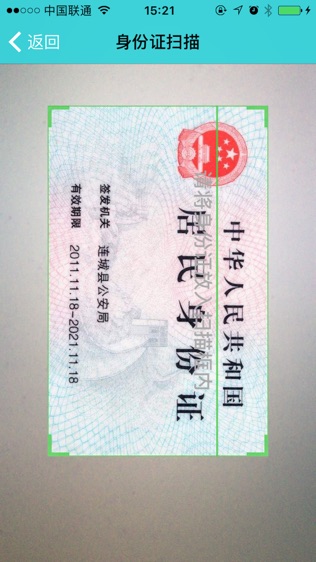 中国联通
15:21
返回
身份证扫描
中华人民共和国
居民身份证
请将身份证放入扫描框内
签发机关 连城县公安局
有效期限 2011.11.18-2021.11.18